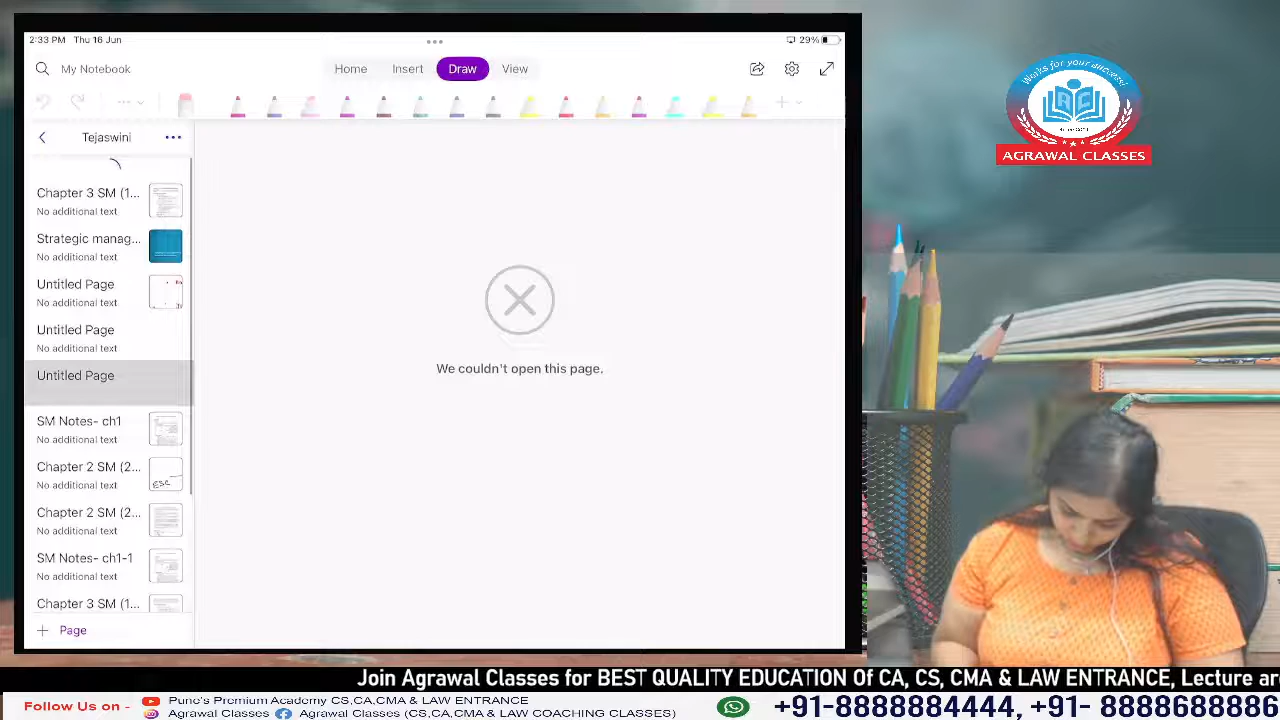 2:33 PM Thu 16 Jun
29%
My Notebook
Home Insert Draw View
Tejaswini
Chapter 3 SM (1...
No additional text
Strategic manag...
No additional text
Untitled Page
No additional text
Untitled Page
No additional text
Untitled Page
SM Notes- ch1
No additional text
Chapter 2 SM (2...
No additional text
ESC
Chapter 2 SM (2...
No additional text
SM Notes- ch1-1
No additional text
Chapter 3 SM (1...
Page
We couldn't open this page.
Works for your success!
AC
AGRAWAL CLASSES
Join Agrawal Classes for BEST QUALITY EDUCATION Of CA, CS, CMA & LAW ENTRANCE, Lecture ar
Follow Us on -
Pune's Premium Academy CS,CA,CMA & LAW ENTRANCE
Agrawal Classes
Agrawal Classes (CS,CA,CMA & LAW COACHING CLASSES)
+91-8888884444, +91- 8888688886